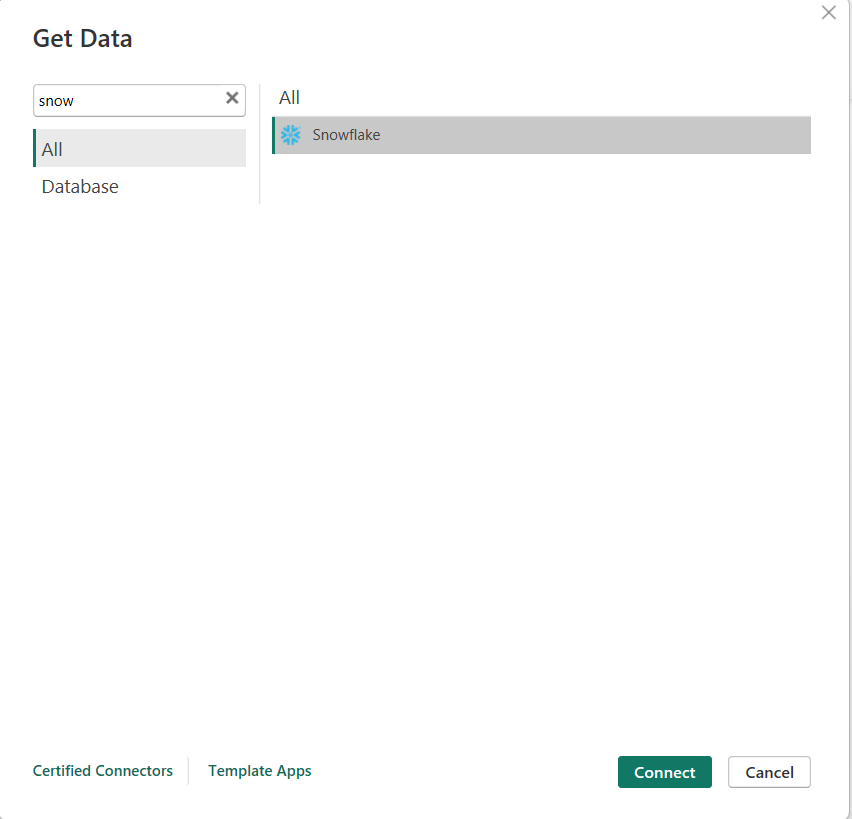 Get Data
snow
All
Database
All
Snowflake
Certified Connectors
Template Apps
Connect
Cancel